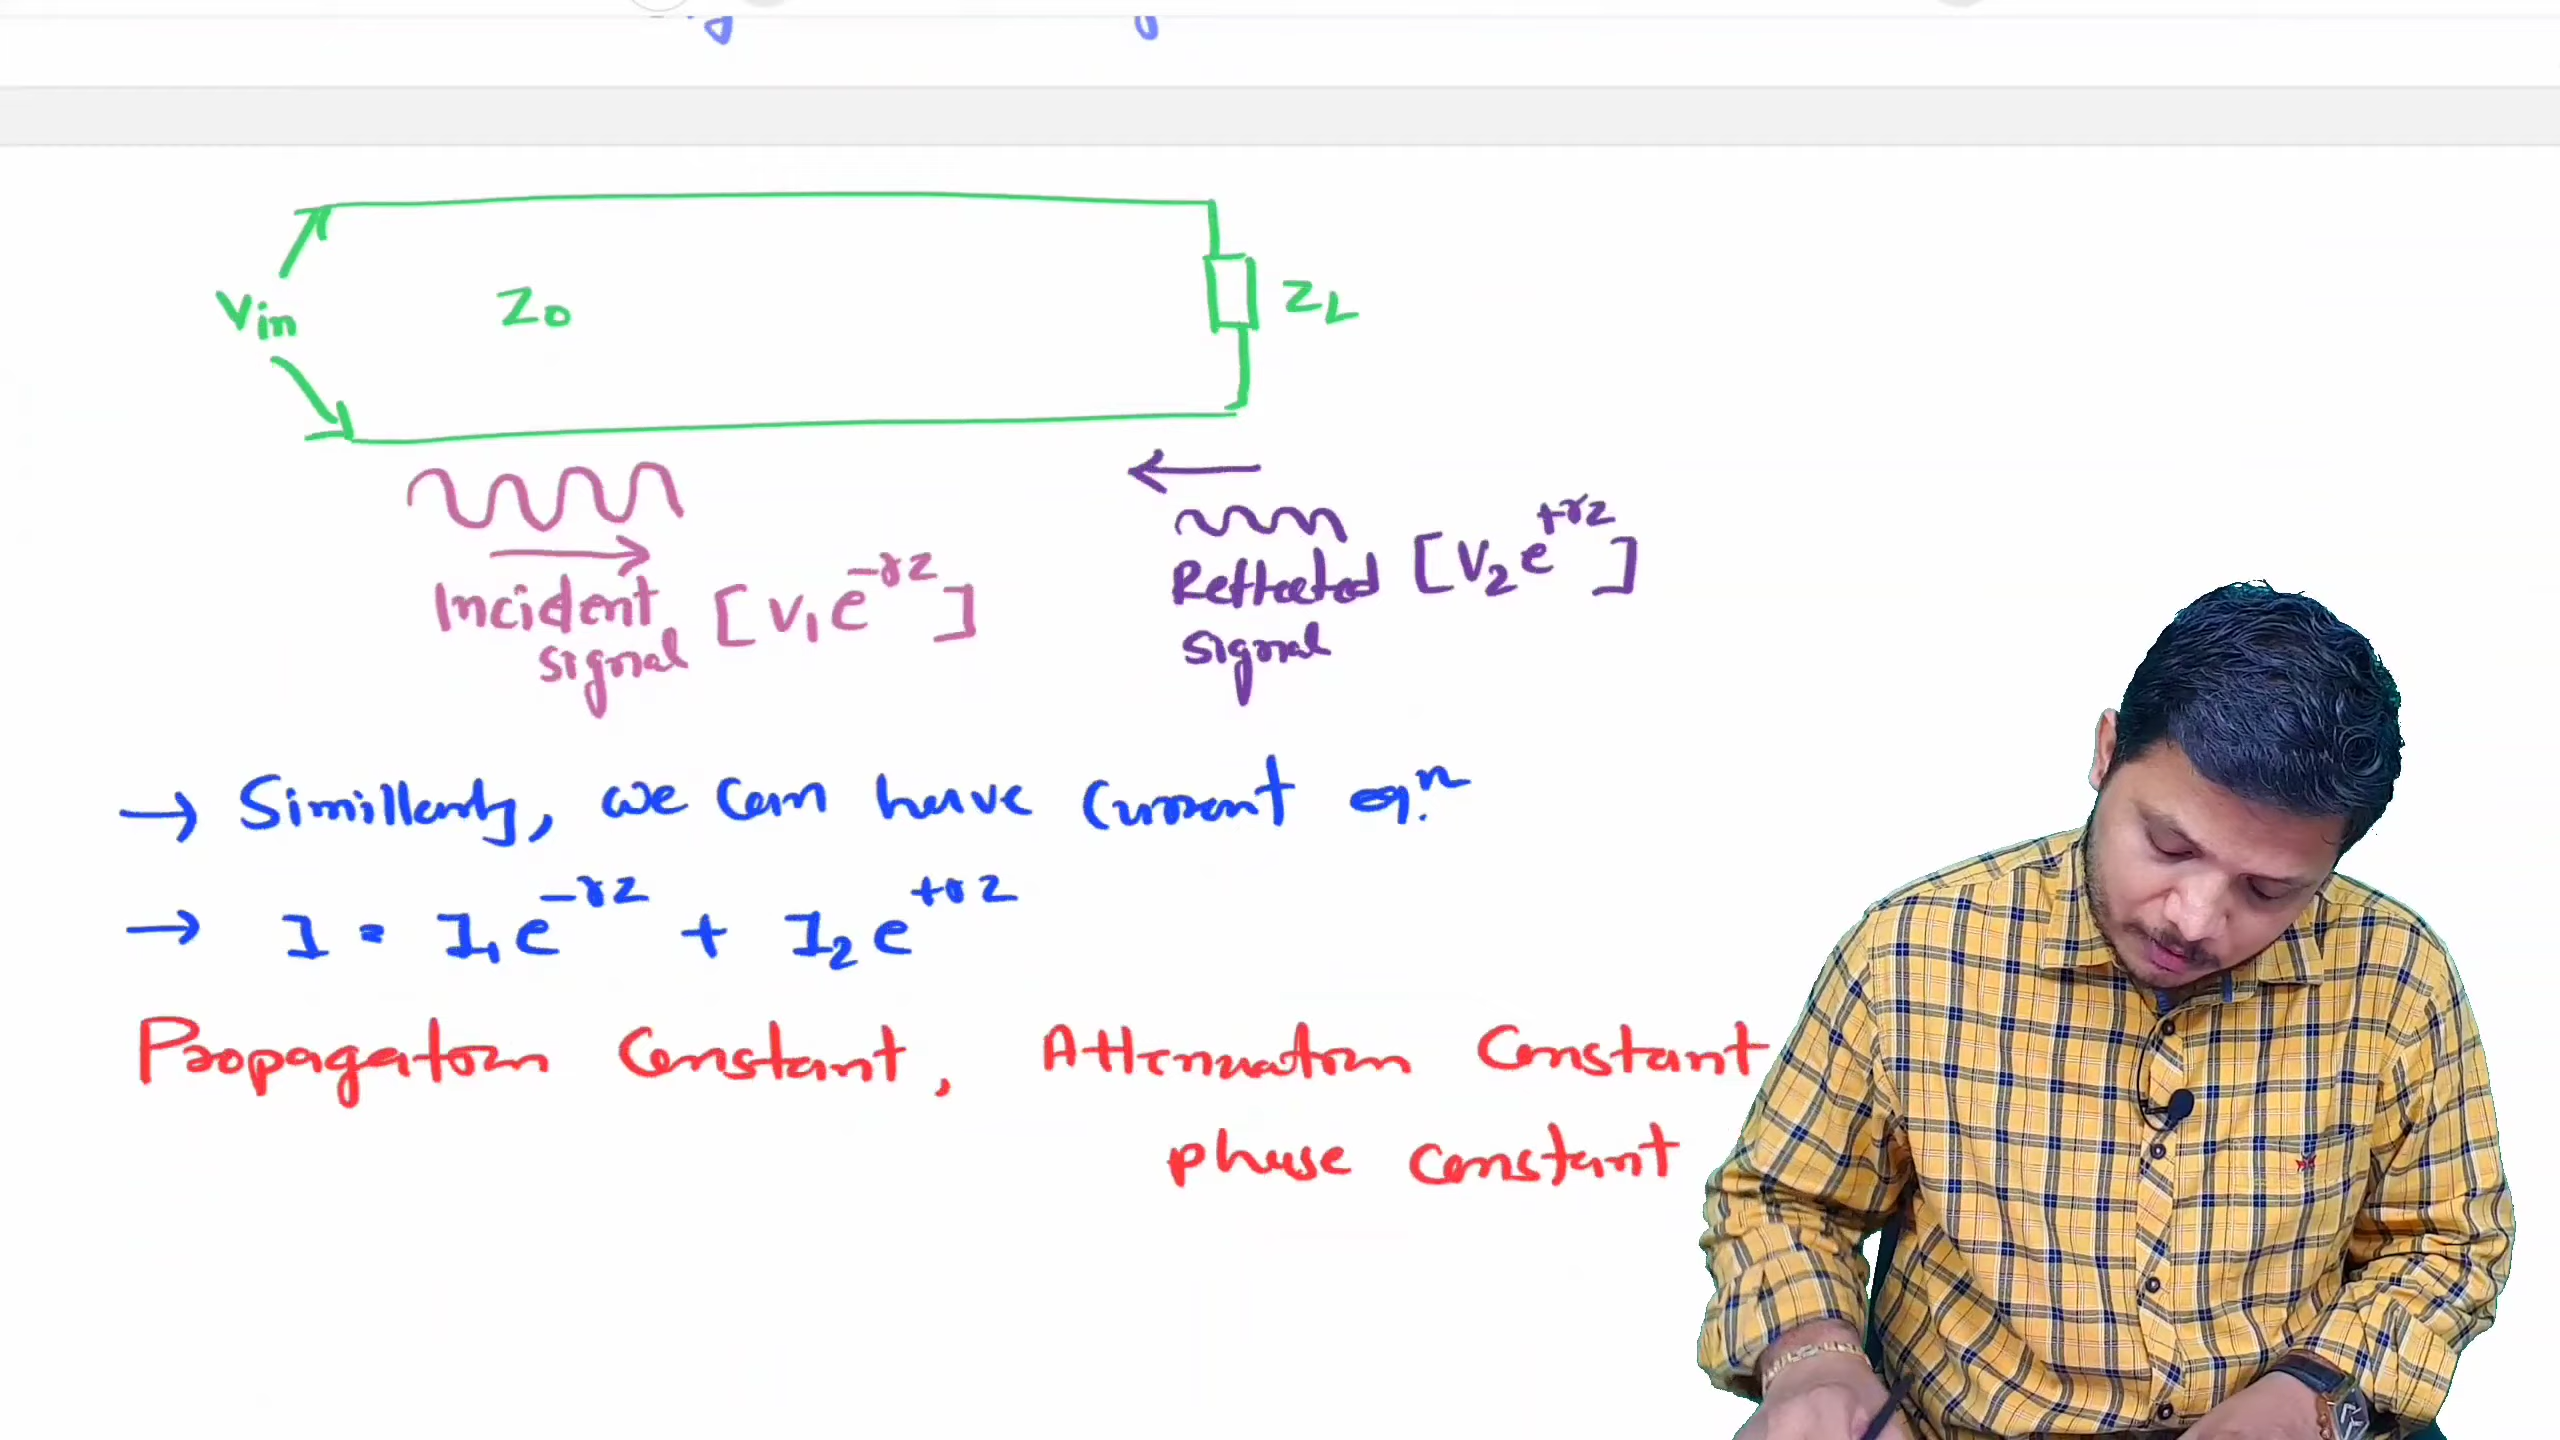 Vin
Z0
ZL
Incident signal [V₁e^-γz]
Reflected signal [V₂e^+γz]
→ Simillarly, we can have current eqⁿ.
→ I = I₁e^-γz + I₂e^+γz
Propagation Constant, Attenuation Constant
phase constant